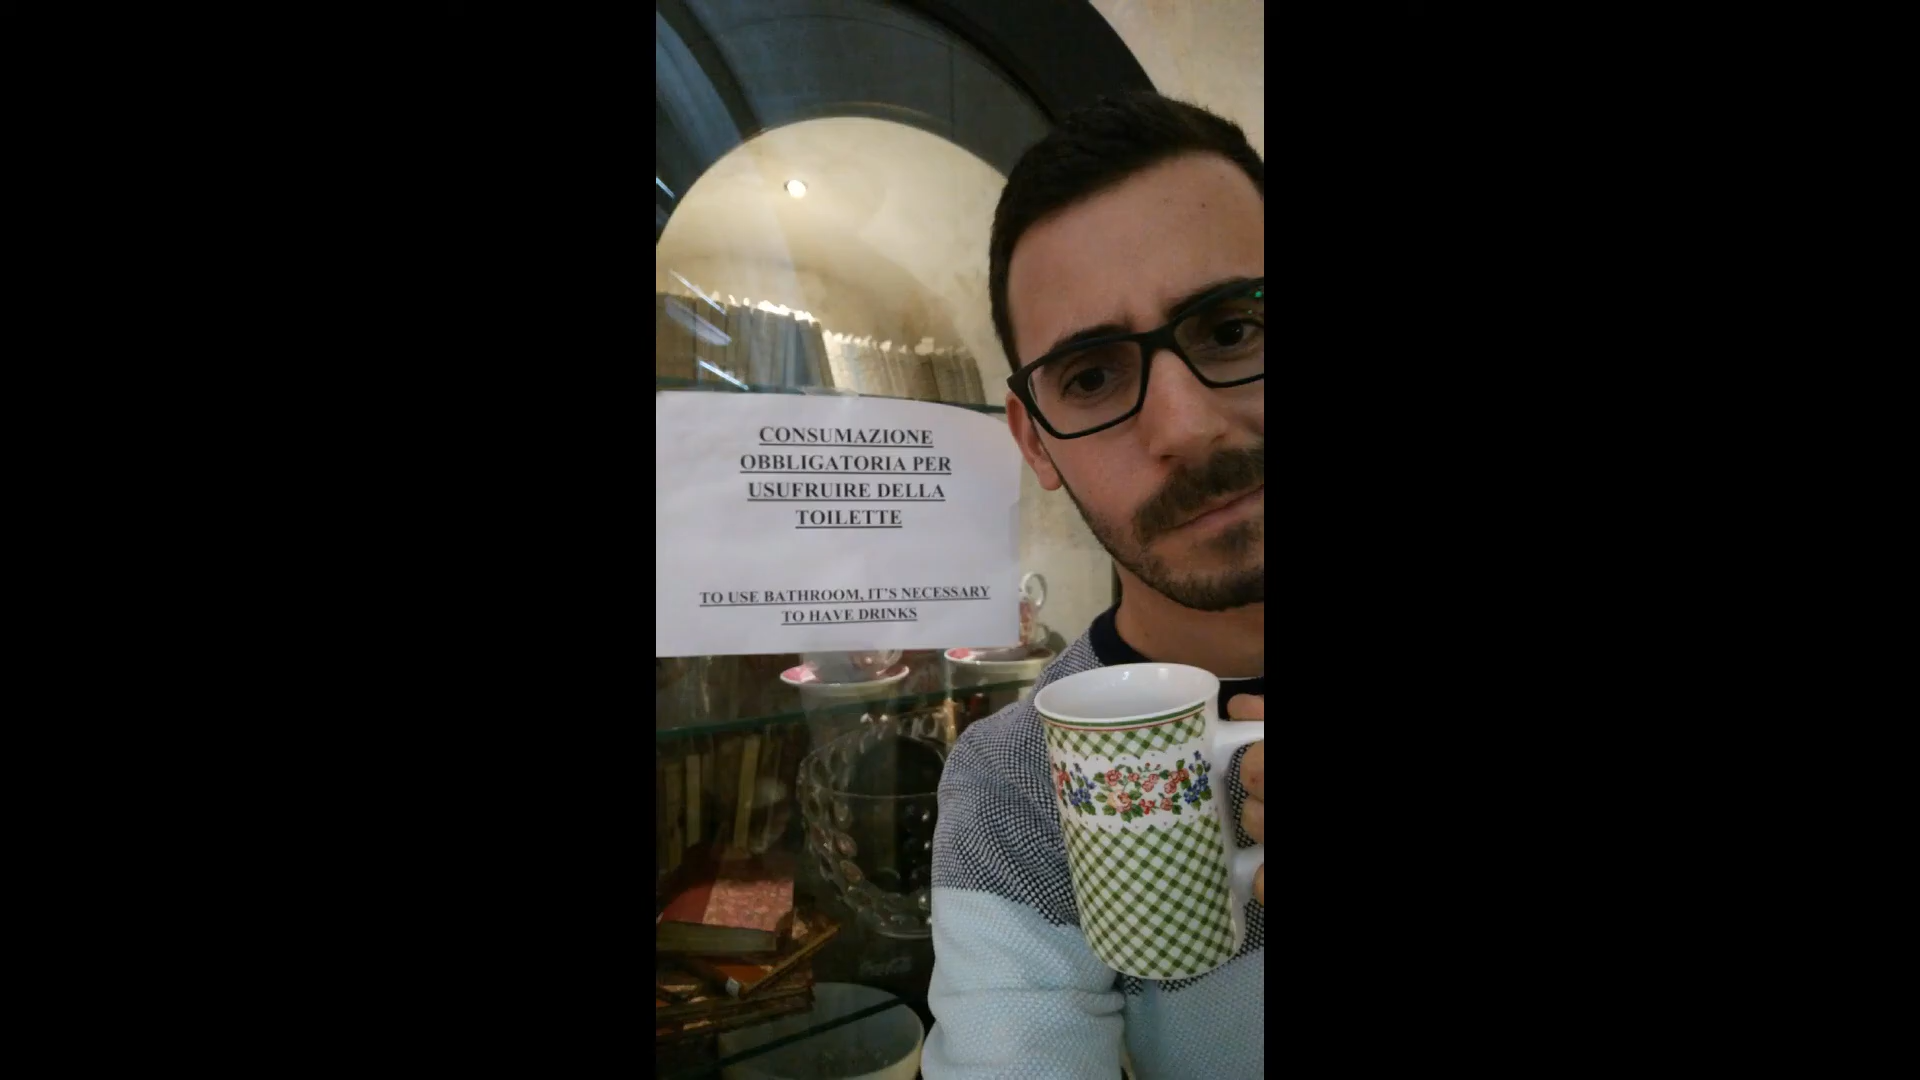 CONSUMAZIONE
OBBLIGATORIA PER
USUFRUIRE DELLA
TOILETTE
TO USE BATHROOM, IT'S NECESSARY
TO HAVE DRINKS